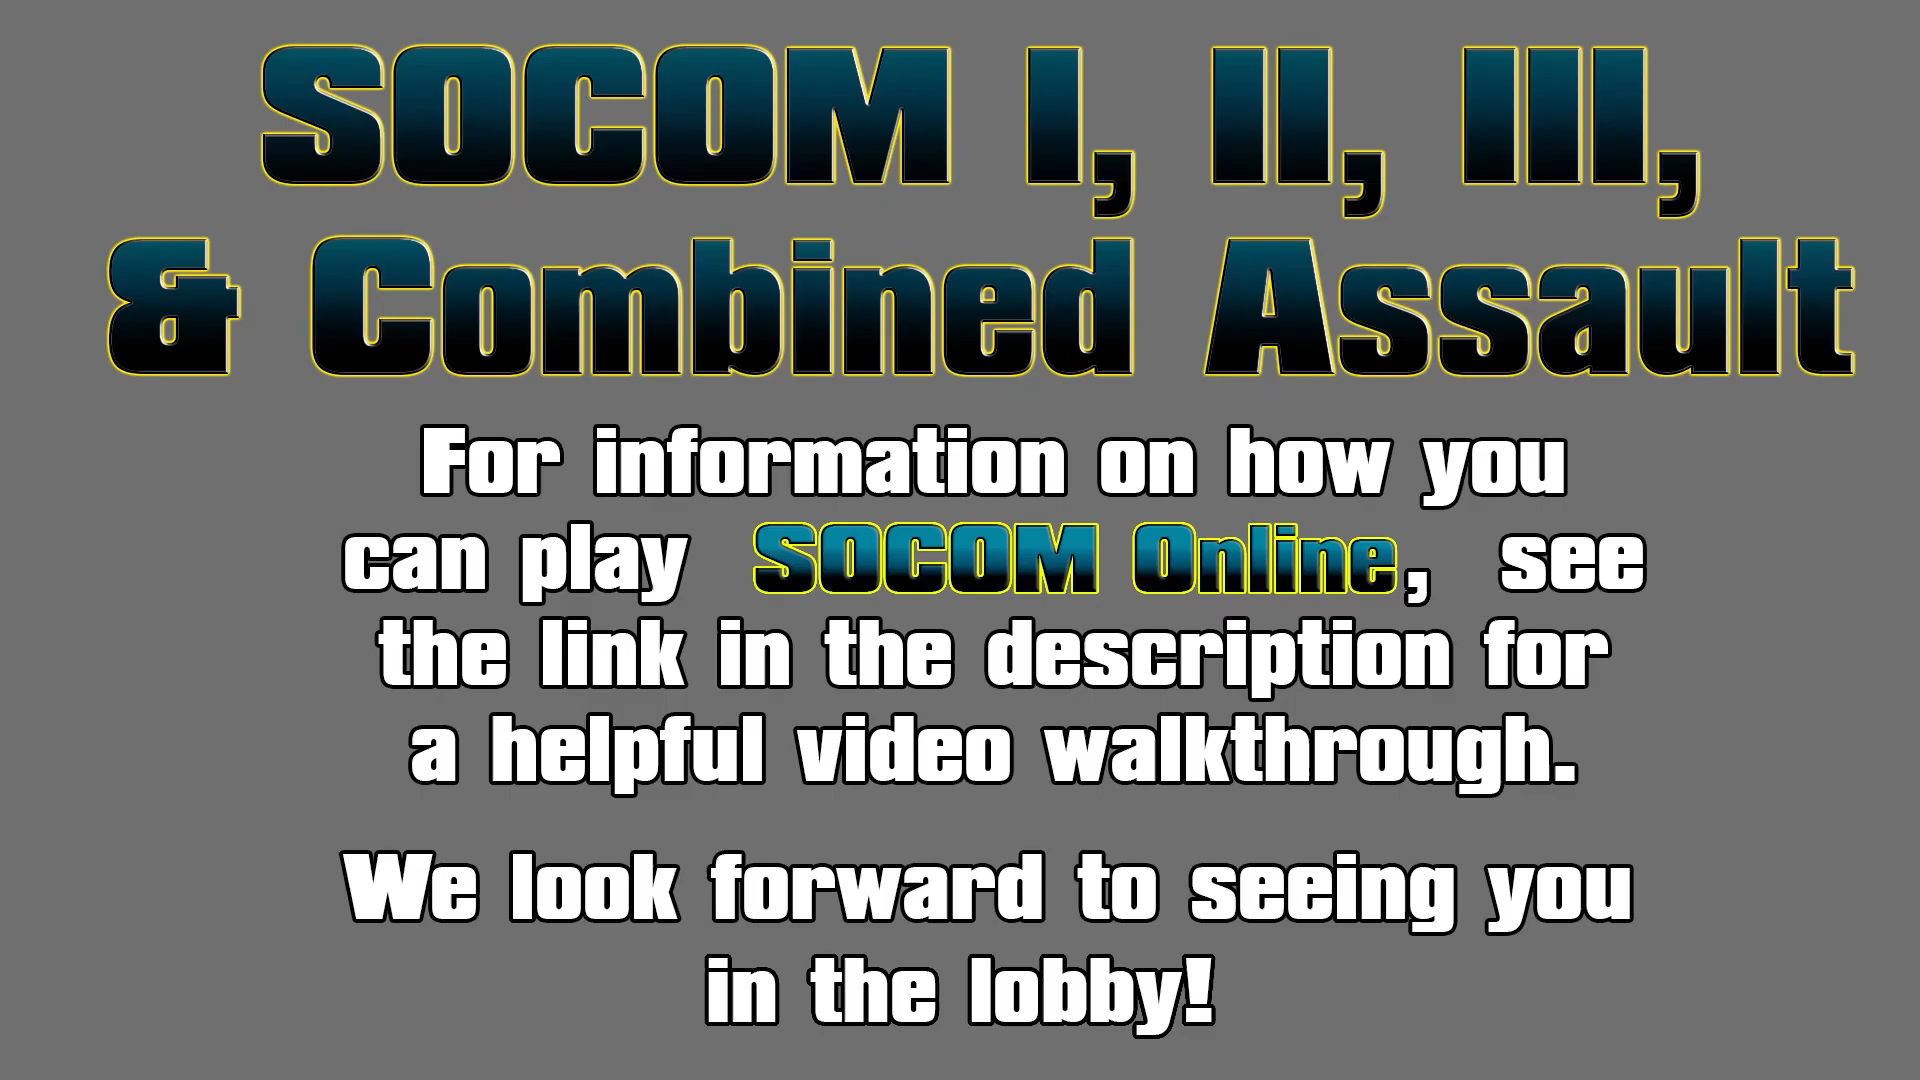 SOCOM I, II, III,
& Combined Assault
For information on how you
can play SOCOM Online, see
the link in the description for
a helpful video walkthrough.
We look forward to seeing you
in the lobby!